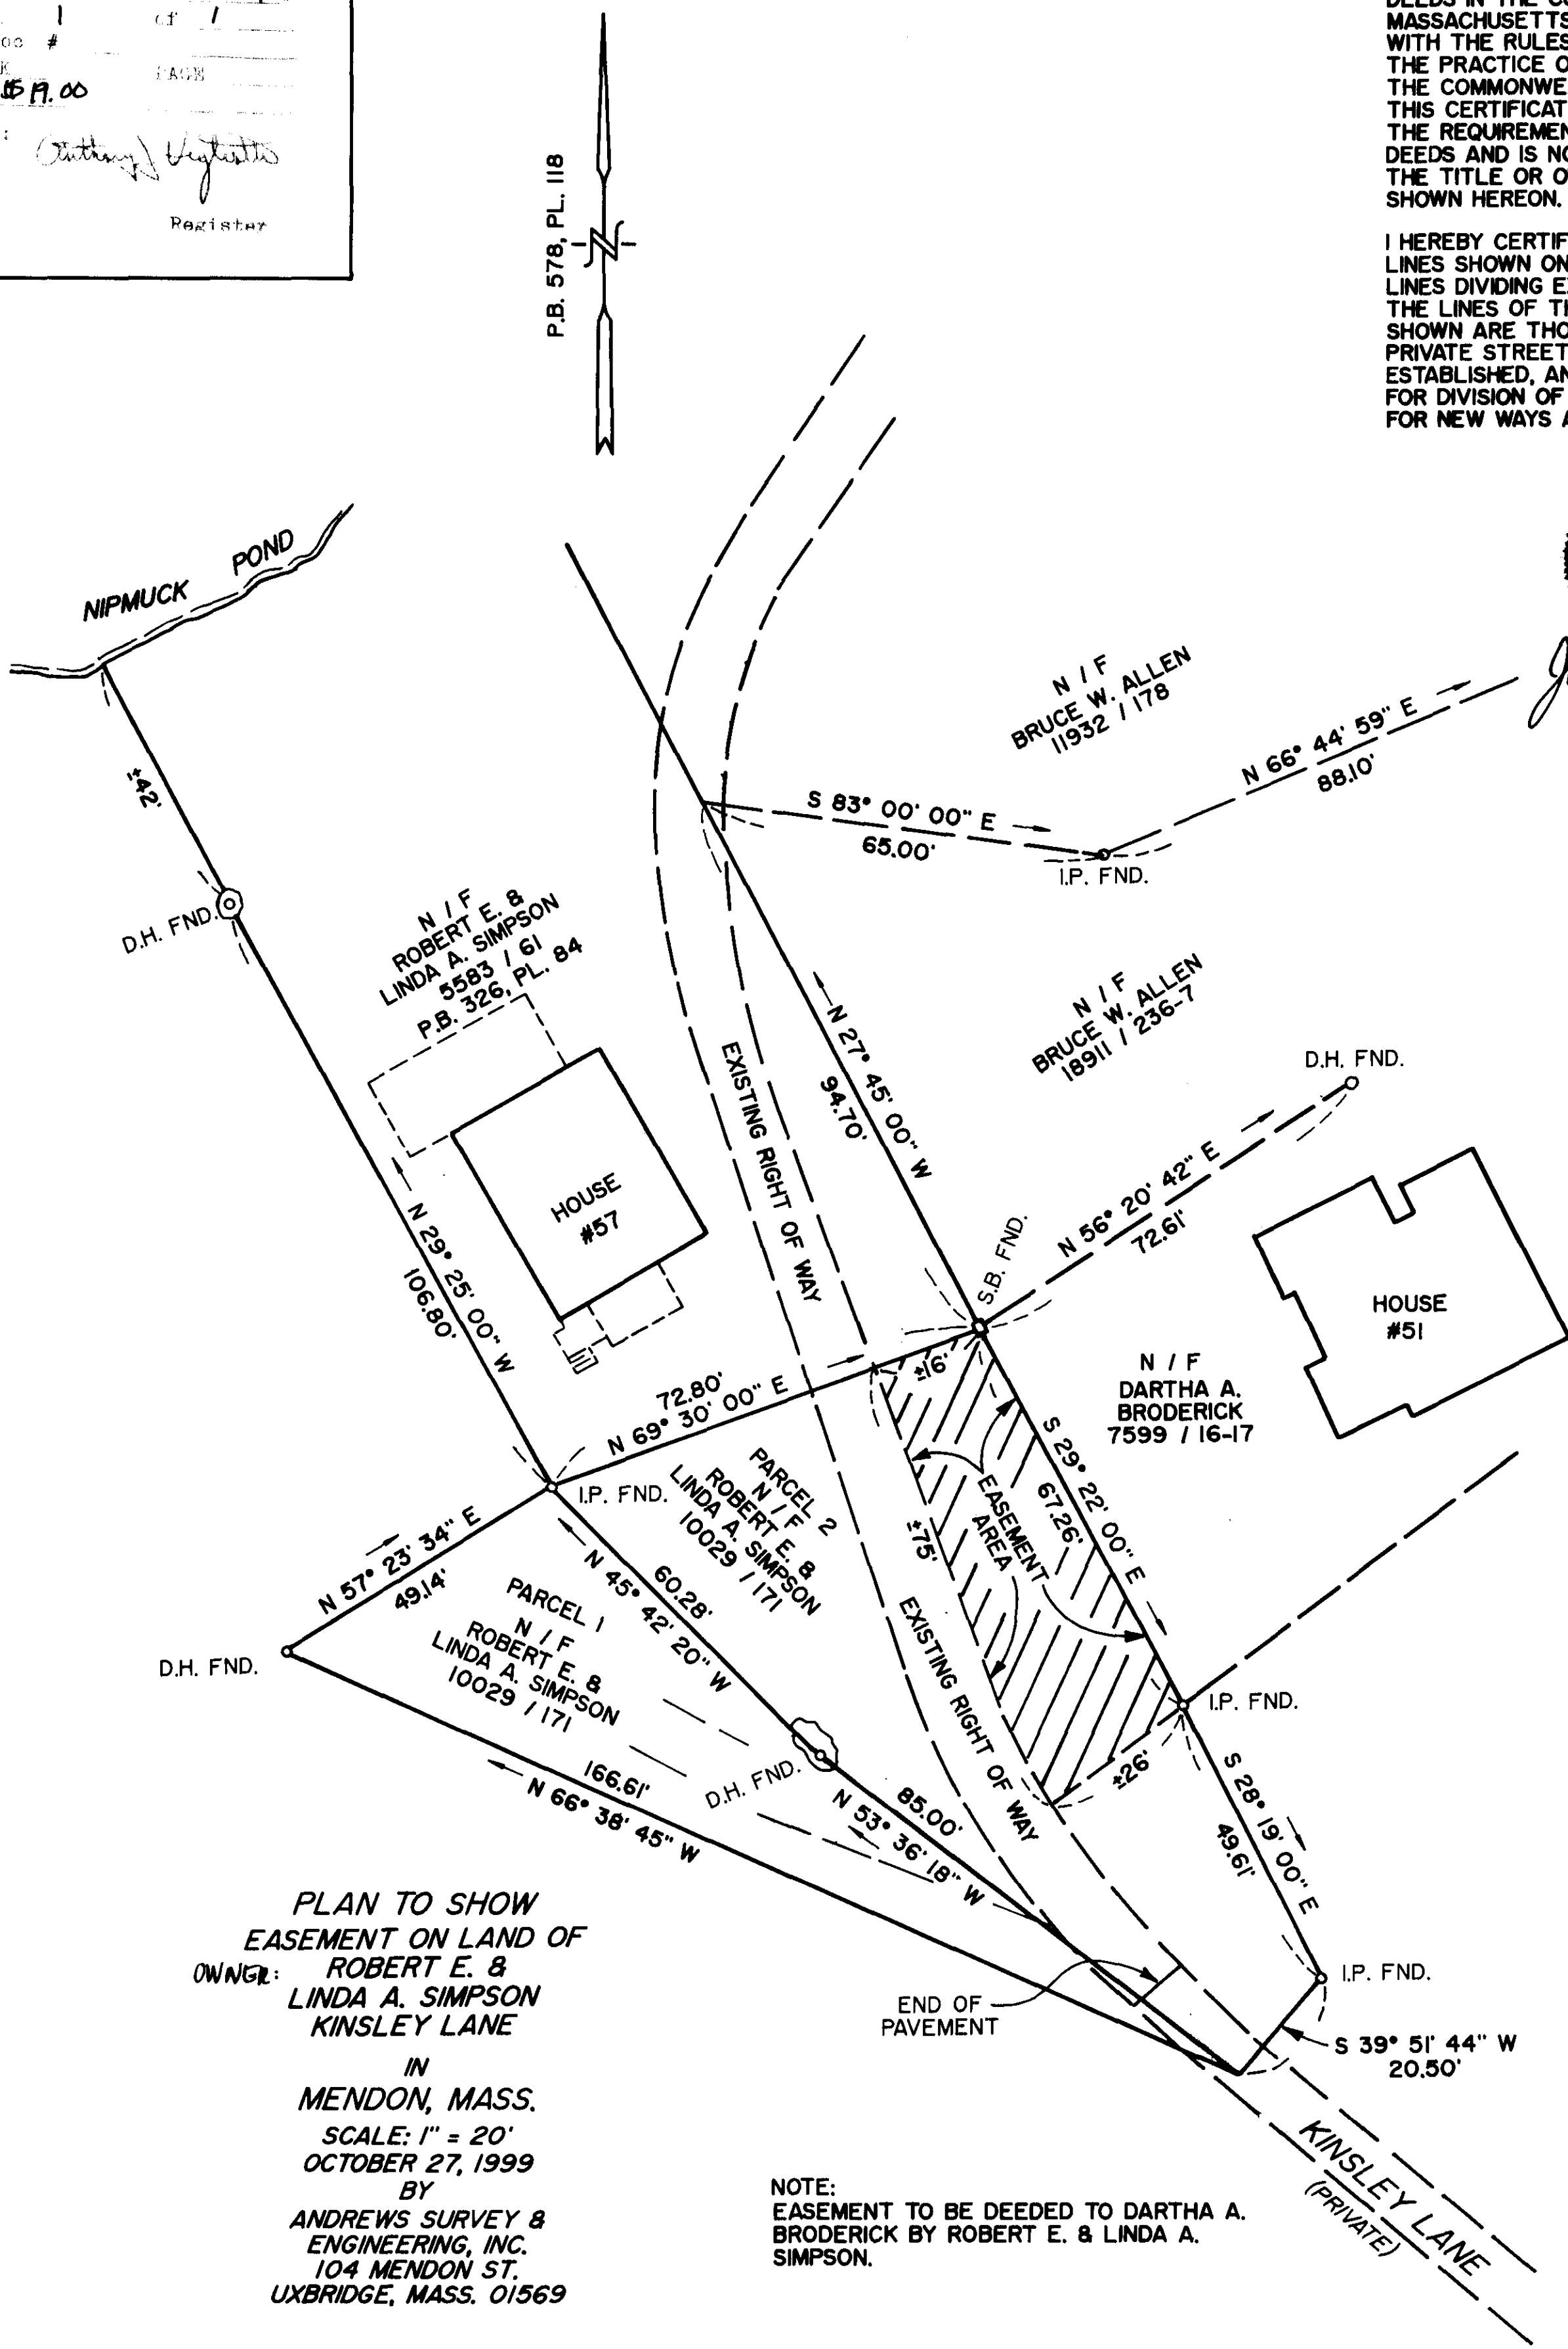 1 of 1
#
PAGE
$19.00
Register
P.B. 578, PL. 118
N
MASSACHUSETTS
WITH THE RULES
THE PRACTICE O
THE COMMONWE
THIS CERTIFICAT
THE REQUIREMEN
DEEDS AND IS NO
THE TITLE OR O
SHOWN HEREON.
I HEREBY CERTIF
LINES SHOWN ON
LINES DIVIDING E
THE LINES OF T
SHOWN ARE THO
PRIVATE STREET
ESTABLISHED, AN
FOR DIVISION OF
FOR NEW WAYS A
NIPMUCK POND
±42'
D.H. FND.
N / F
ROBERT E. &
LINDA A. SIMPSON
5583 / 61
P.B. 326, PL. 84
N / F
BRUCE W. ALLEN
11932 / 178
N 66° 44' 59" E
88.10'
S 83° 00' 00" E
65.00'
I.P. FND.
N / F
BRUCE W. ALLEN
18911 / 236-7
N 27° 45' 00" W
94.70'
EXISTING RIGHT OF WAY
HOUSE
#57
N 29° 25' 00" W
106.80'
D.H. FND.
N 56° 20' 42" E
72.61'
S.B. FND.
HOUSE
#51
N / F
DARTHA A.
BRODERICK
7599 / 16-17
±16'
72.80'
N 69° 30' 00" E
I.P. FND.
PARCEL 2
N / F
ROBERT E. &
LINDA A. SIMPSON
10029 / 171
EASEMENT
AREA
±75'
S 29° 22' 00" E
67.26'
N 57° 23' 34" E
49.14'
D.H. FND.
PARCEL 1
N / F
ROBERT E. &
LINDA A. SIMPSON
10029 / 171
60.28'
N 45° 42' 20" W
EXISTING RIGHT OF WAY
I.P. FND.
±26'
D.H. FND.
166.61'
N 66° 38' 45" W
85.00'
N 53° 36' 18" W
S 28° 19' 00" E
49.61'
I.P. FND.
S 39° 51' 44" W
20.50'
END OF
PAVEMENT
KINSLEY LANE
(PRIVATE)
PLAN TO SHOW
EASEMENT ON LAND OF
OWNER: ROBERT E. &
LINDA A. SIMPSON
KINSLEY LANE
IN
MENDON, MASS.
SCALE: 1" = 20'
OCTOBER 27, 1999
BY
ANDREWS SURVEY &
ENGINEERING, INC.
104 MENDON ST.
UXBRIDGE, MASS. 01569
NOTE:
EASEMENT TO BE DEEDED TO DARTHA A.
BRODERICK BY ROBERT E. & LINDA A.
SIMPSON.